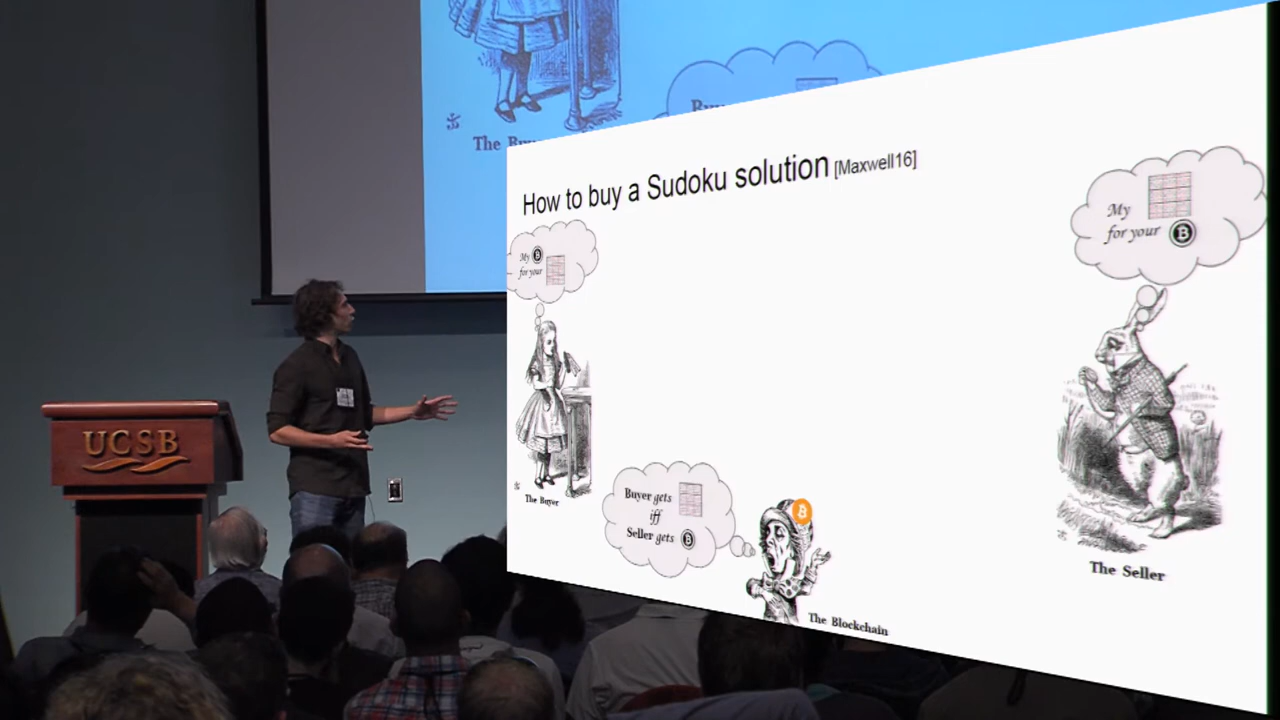 The
How to buy a Sudoku solution [Maxwell16]
My
for your
The Buyer
Buyer gets
iff
Seller gets
The Blockchain
My
for your
The Seller
UCSB